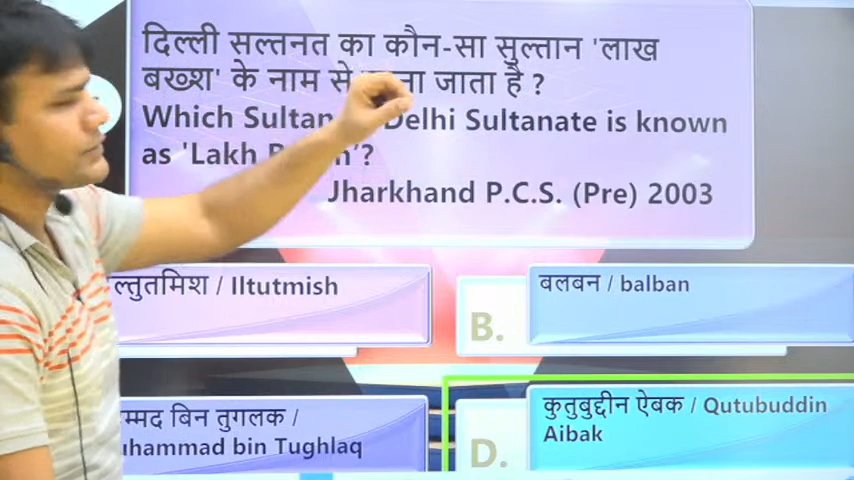 दिल्ली सल्तनत का कौन-सा सुल्तान 'लाख
बख्श' के नाम से जाता है ?
Which Sultan Delhi Sultanate is known
as 'Lakh
Jharkhand P.C.S. (Pre) 2003
ल्तुतमिश / Iltutmish
B.
बलबन / balban
म्मद बिन तुगलक /
uhammad bin Tughlaq
D.
कुतुबुद्दीन ऐबक / Qutubuddin
Aibak